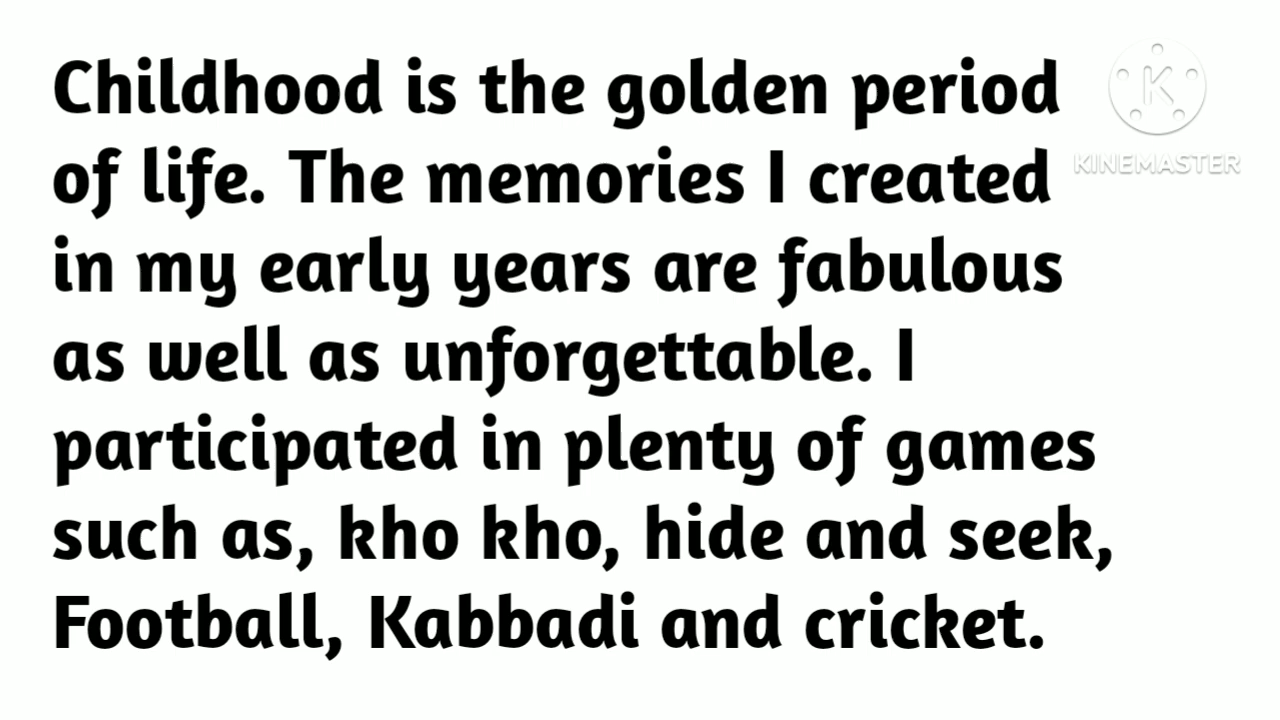 Childhood is the golden period
of life. The memories I created
in my early years are fabulous
as well as unforgettable. I
participated in plenty of games
such as, kho kho, hide and seek,
Football, Kabbadi and cricket.
K
KINEMASTER